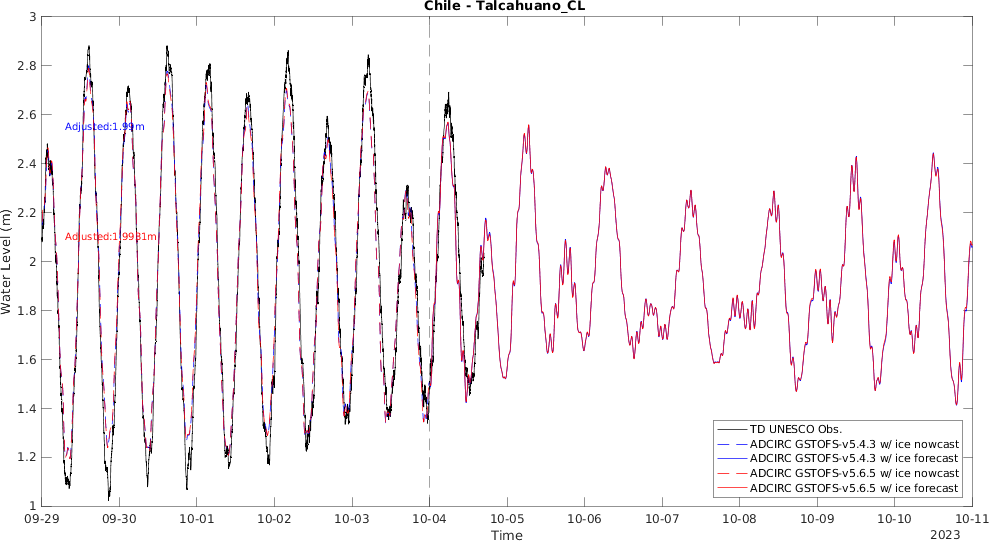 Chile - Talcahuano_CL
3
2.8
2.6
2.4
2.2
2
1.8
1.6
1.4
1.2
1
Water Level (m)
Adjusted:1.99m
Adjusted:1.9931m
TD UNESCO Obs.
ADCIRC GSTOFS-v5.4.3 w/ ice nowcast
ADCIRC GSTOFS-v5.4.3 w/ ice forecast
ADCIRC GSTOFS-v5.6.5 w/ ice nowcast
ADCIRC GSTOFS-v5.6.5 w/ ice forecast
09-29 09-30 10-01 10-02 10-03 10-04 10-05 10-06 10-07 10-08 10-09 10-10 10-11
Time
2023